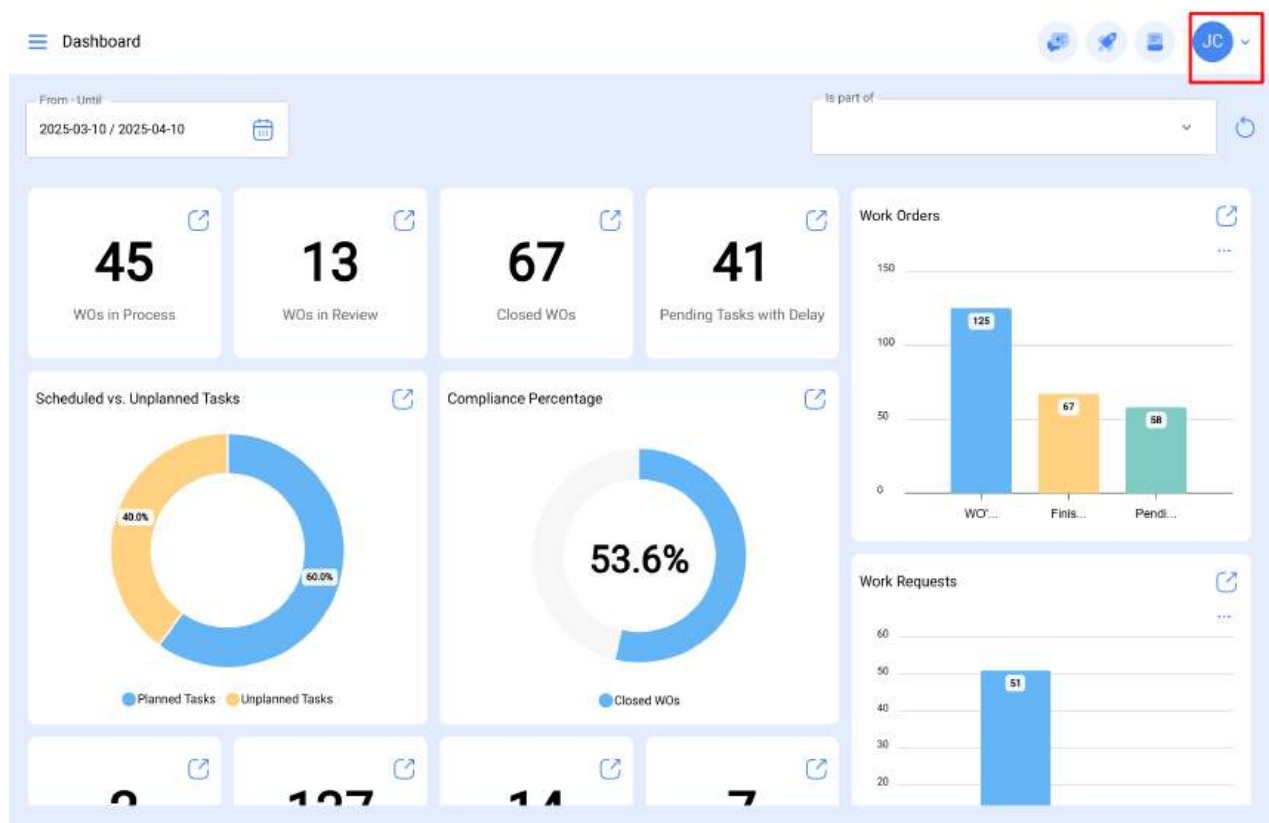 Dashboard
JC
From - Until
2025-03-10 / 2025-04-10
Is part of
45
WOs in Process
13
WOs in Review
67
Closed WOs
41
Pending Tasks with Delay
Work Orders
...
150
100
50
0
125
67
58
WO'...
Finis...
Pendi...
Scheduled vs. Unplanned Tasks
40.0%
60.0%
Planned Tasks
Unplanned Tasks
Compliance Percentage
53.6%
Closed WOs
Work Requests
...
60
50
40
30
20
51
14
7